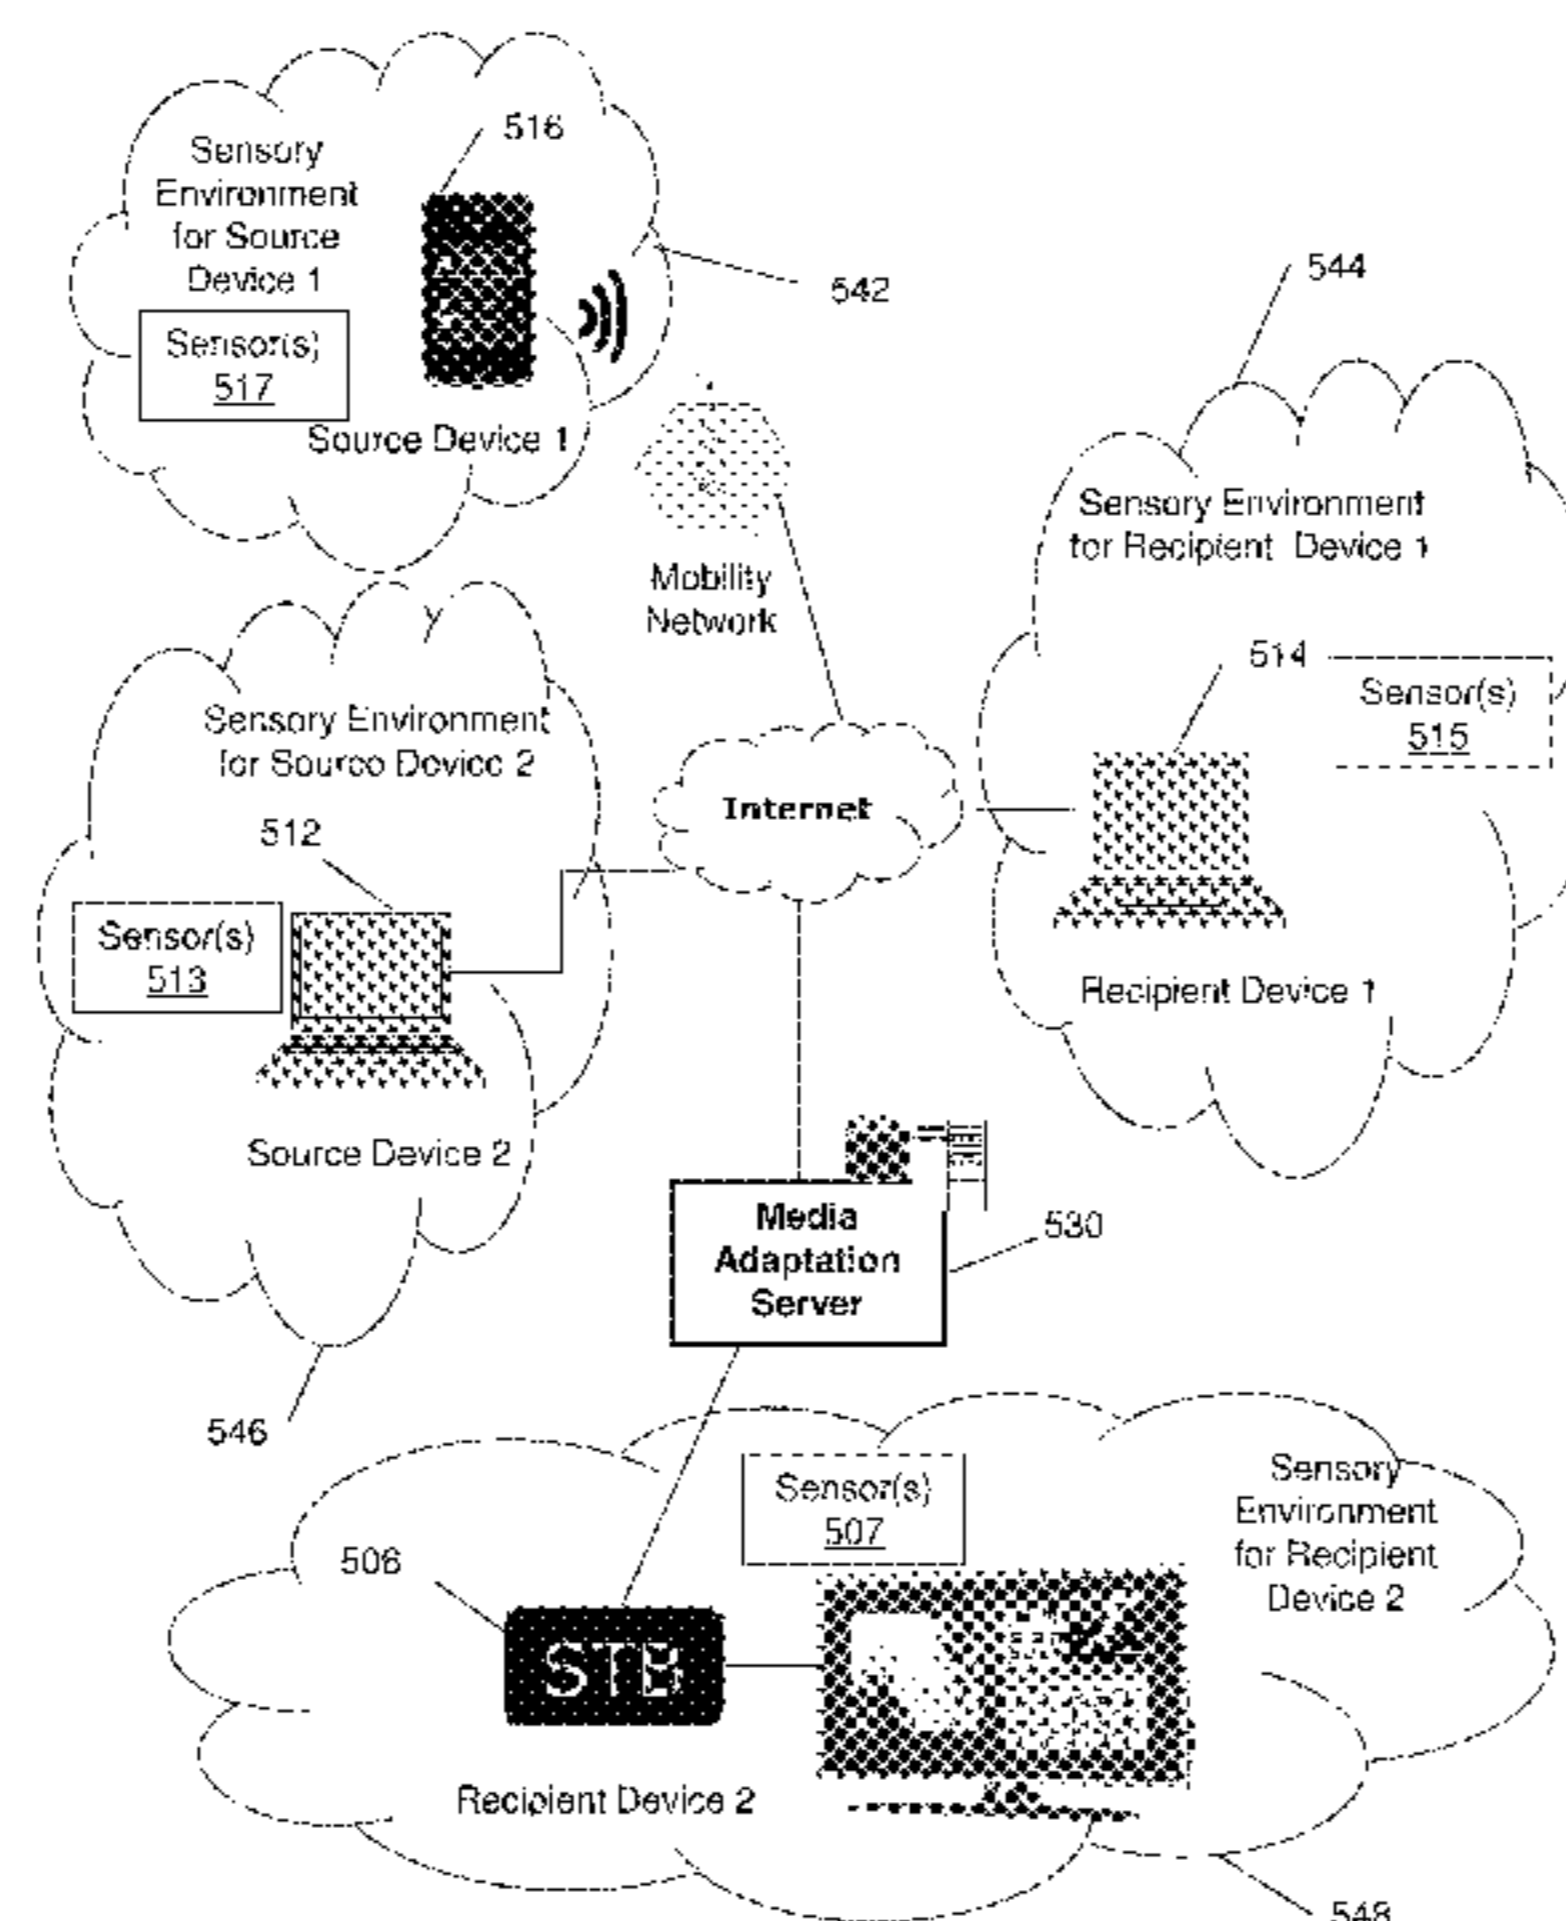 516
Sensory
Environment
for Source
Device 1
542
Sensor(s)
517
Source Device 1
544
Sensory Environment
for Recipient Device 1
Mobility
Network
514
Sensor(s)
515
Sensory Environment
for Source Device 2
Internet
512
Sensor(s)
513
Recipient Device 1
Source Device 2
Media
Adaptation
Server
530
546
Sensory
Environment
for Recipient
Device 2
Sensor(s)
507
506
STB
Recipient Device 2
548